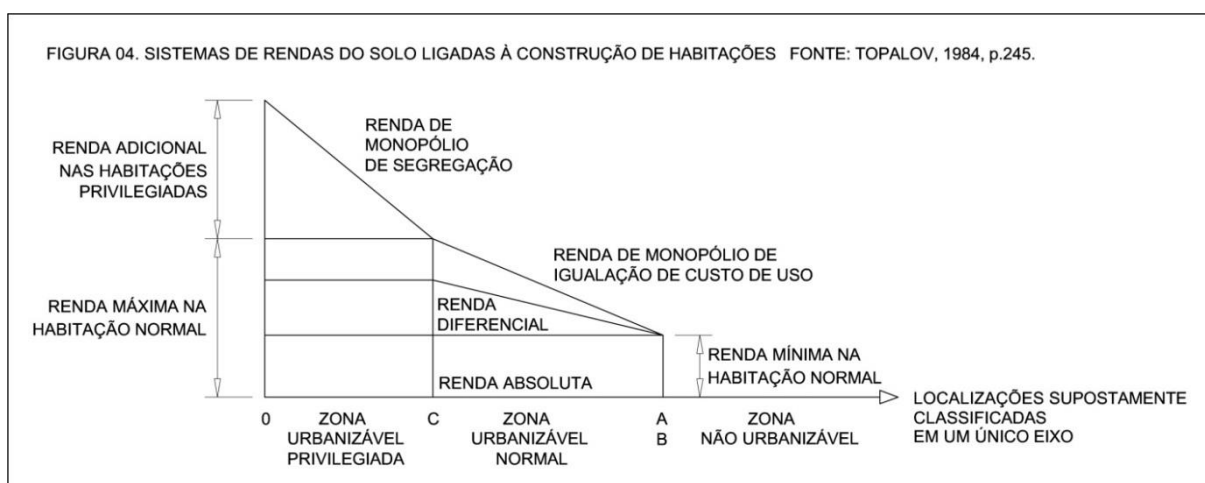 FIGURA 04. SISTEMAS DE RENDAS DO SOLO LIGADAS À CONSTRUÇÃO DE HABITAÇÕES FONTE: TOPALOV, 1984, p.245.
RENDA ADICIONAL
NAS HABITAÇÕES
PRIVILEGIADAS
RENDA DE
MONOPÓLIO
DE SEGREGAÇÃO
RENDA DE MONOPÓLIO DE
IGUALAÇÃO DE CUSTO DE USO
RENDA MÁXIMA NA
HABITAÇÃO NORMAL
RENDA
DIFERENCIAL
RENDA ABSOLUTA
RENDA MÍNIMA NA
HABITAÇÃO NORMAL
LOCALIZAÇÕES SUPOSTAMENTE
CLASSIFICADAS
EM UM ÚNICO EIXO
0
ZONA
URBANIZÁVEL
PRIVILEGIADA
C
ZONA
URBANIZÁVEL
NORMAL
A
B
ZONA
NÃO URBANIZÁVEL